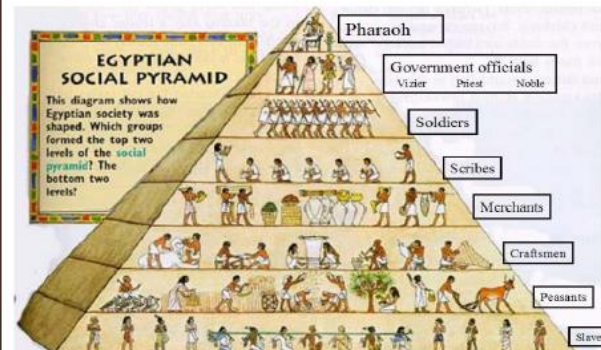 EGYPTIAN
SOCIAL PYRAMID
This diagram shows how
Egyptian society was
shaped. Which groups
formed the top two
levels of the social
pyramid? The
bottom two
levels?
Pharaoh
Government officials
Vizier Priest Noble
Soldiers
Scribes
Merchants
Craftsmen
Peasants
Slave